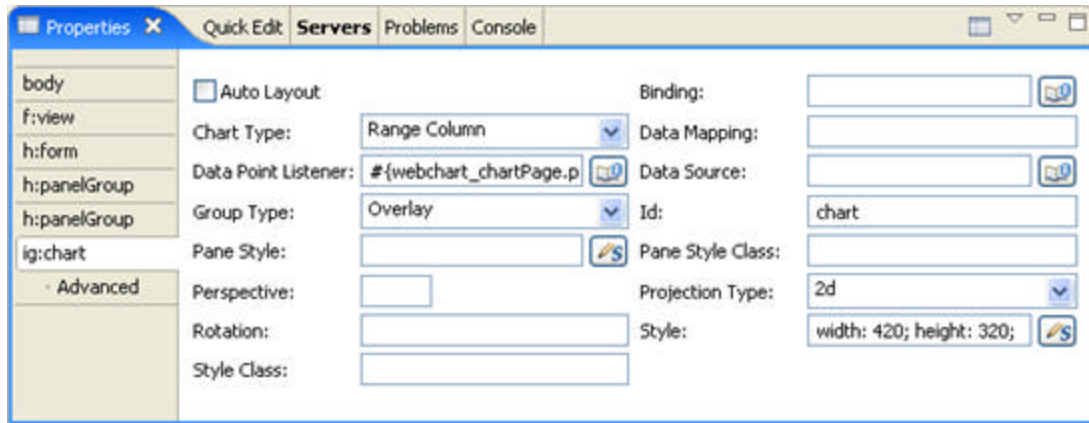 Properties Quick Edit Servers Problems Console
body
f:view
h:form
h:panelGroup
h:panelGroup
ig:chart
· Advanced
Auto Layout Binding:
Chart Type: Range Column Data Mapping:
Data Point Listener: #{webchart_chartPage.p Data Source:
Group Type: Overlay Id: chart
Pane Style: Pane Style Class:
Perspective: Projection Type: 2d
Rotation: Style: width: 420; height: 320;
Style Class: